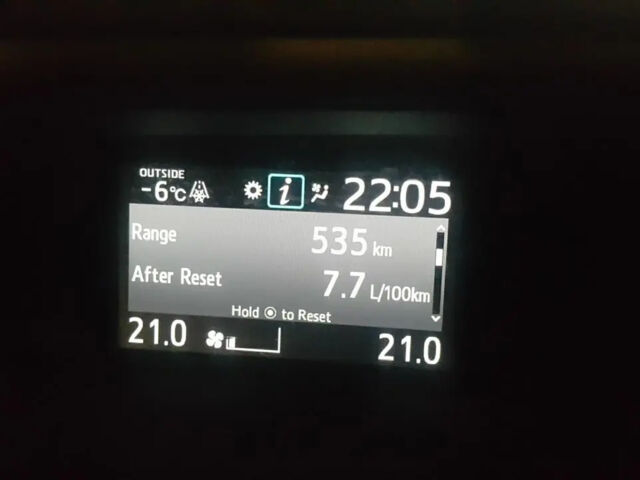 OUTSIDE
-6°C
22:05
Range 535 km
After Reset 7.7 L/100km
Hold ⦿ to Reset
21.0 21.0